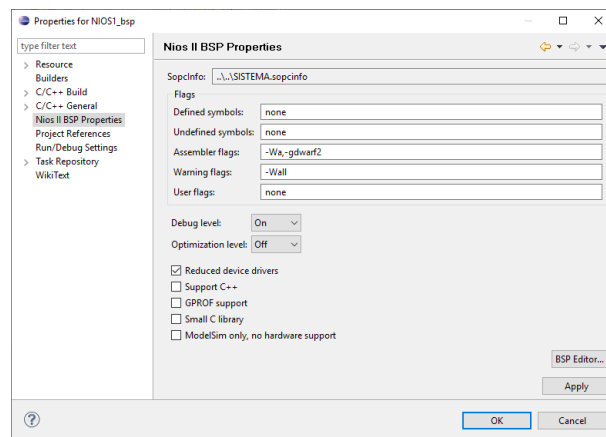 Properties for NIOS1_bsp
type filter text
Resource
Builders
C/C++ Build
C/C++ General
Nios II BSP Properties
Project References
Run/Debug Settings
Task Repository
WikiText
Nios II BSP Properties
SopcInfo: ..\..\SISTEMA.sopcinfo
Flags
Defined symbols: none
Undefined symbols: none
Assembler flags: -Wa,-gdwarf2
Warning flags: -Wall
User flags: none
Debug level: On
Optimization level: Off
Reduced device drivers
Support C++
GPROF support
Small C library
ModelSim only, no hardware support
BSP Editor...
Apply
OK Cancel